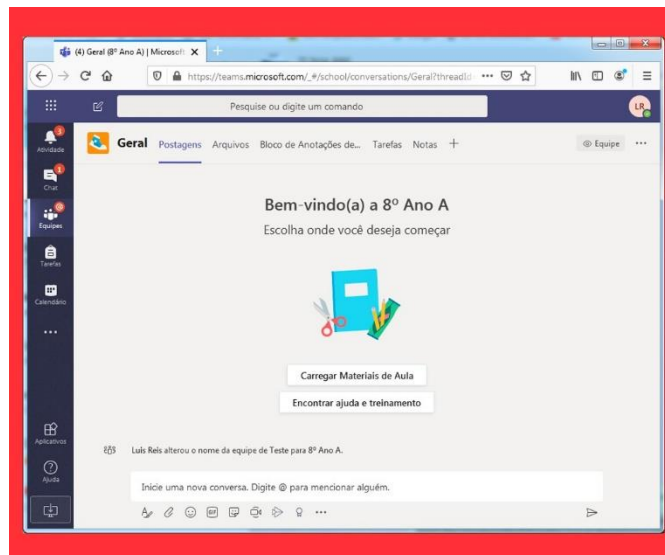 (4) Geral (8º Ano A) | Microsoft
https://teams.microsoft.com/_#/school/conversations/Geral?threadId
Pesquise ou digite um comando
LR
Atividade
Chat
Equipes
Tarefas
Calendário
Aplicativos
Ajuda
Geral Postagens Arquivos Bloco de Anotações de... Tarefas Notas + Equipe ...
Bem-vindo(a) a 8º Ano A
Escolha onde você deseja começar
Carregar Materiais de Aula
Encontrar ajuda e treinamento
Luis Reis alterou o nome da equipe de Teste para 8º Ano A.
Inicie uma nova conversa. Digite @ para mencionar alguém.
GIF